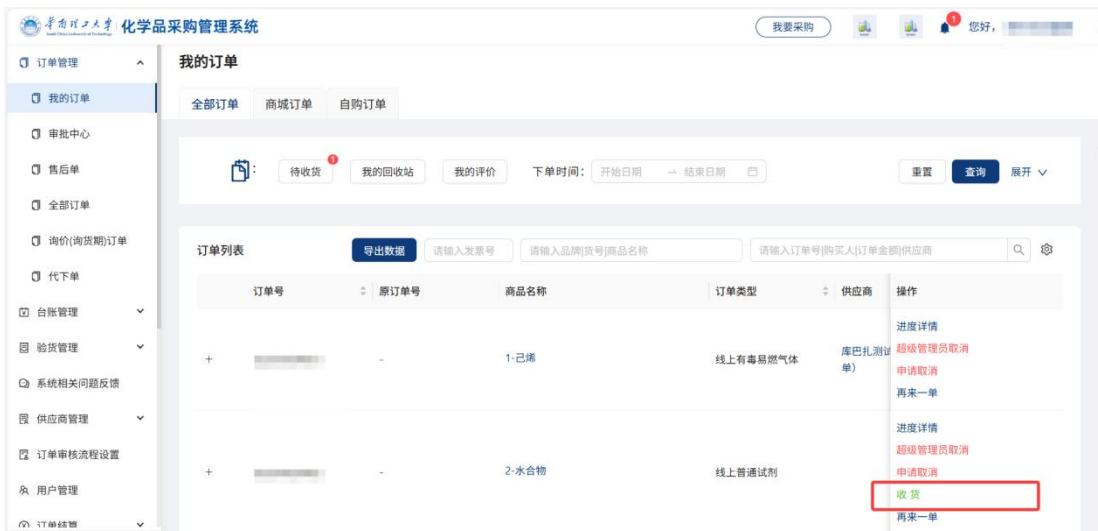 华南理工大学 化学品采购管理系统
South China University of Technology
我要采购
1
您好，
订单管理
我的订单
审批中心
售后单
全部订单
询价(询货期)订单
代下单
台账管理
验货管理
系统相关问题反馈
供应商管理
订单审核流程设置
用户管理
订单结算
我的订单
全部订单 商城订单 自购订单
: 待收货 1 我的回收站 我的评价 下单时间： 开始日期 → 结束日期 重置 查询 展开
订单列表 导出数据 请输入发票号 请输入品牌|货号|商品名称 请输入订单号|购买人|订单金额|供应商
订单号 原订单号 商品名称 订单类型 供应商 操作
+ - 1-己烯 线上有毒易燃气体 库巴扎测试
单）
进度详情
超级管理员取消
申请取消
再来一单
+ - 2-水合物 线上普通试剂
进度详情
超级管理员取消
申请取消
收 货
再来一单